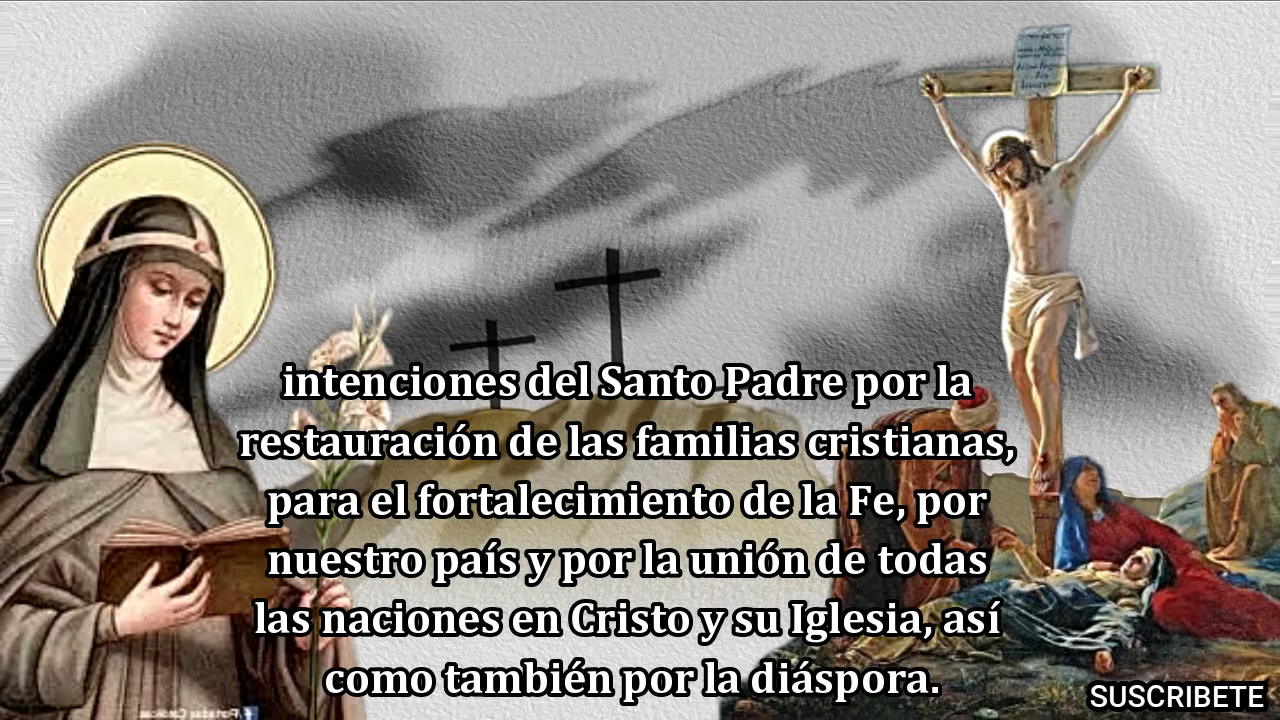 intenciones del Santo Padre por la
restauración de las familias cristianas,
para el fortalecimiento de la Fe, por
nuestro país y por la unión de todas
las naciones en Cristo y su Iglesia, así
como también por la diáspora.
SUSCRIBETE